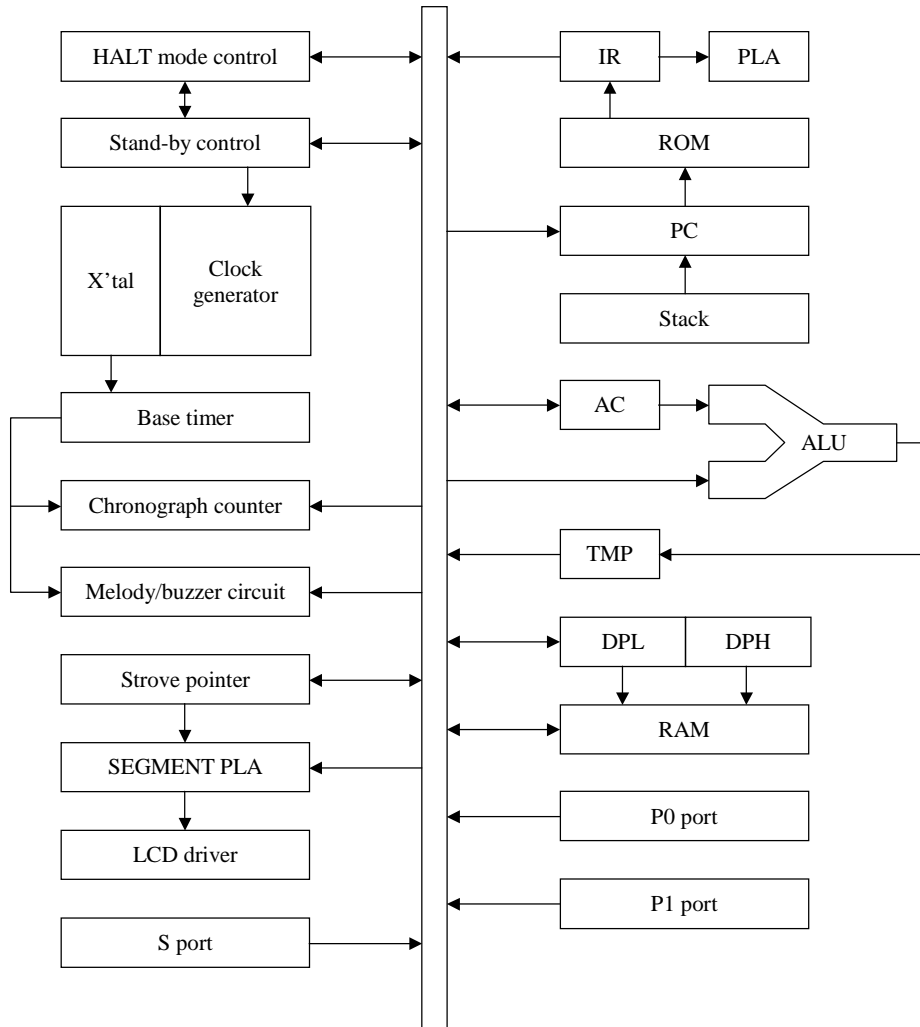 HALT mode control
Stand-by control
X’tal
Clock
generator
Base timer
Chronograph counter
Melody/buzzer circuit
Strove pointer
SEGMENT PLA
LCD driver
S port
IR
PLA
ROM
PC
Stack
AC
ALU
TMP
DPL
DPH
RAM
P0 port
P1 port